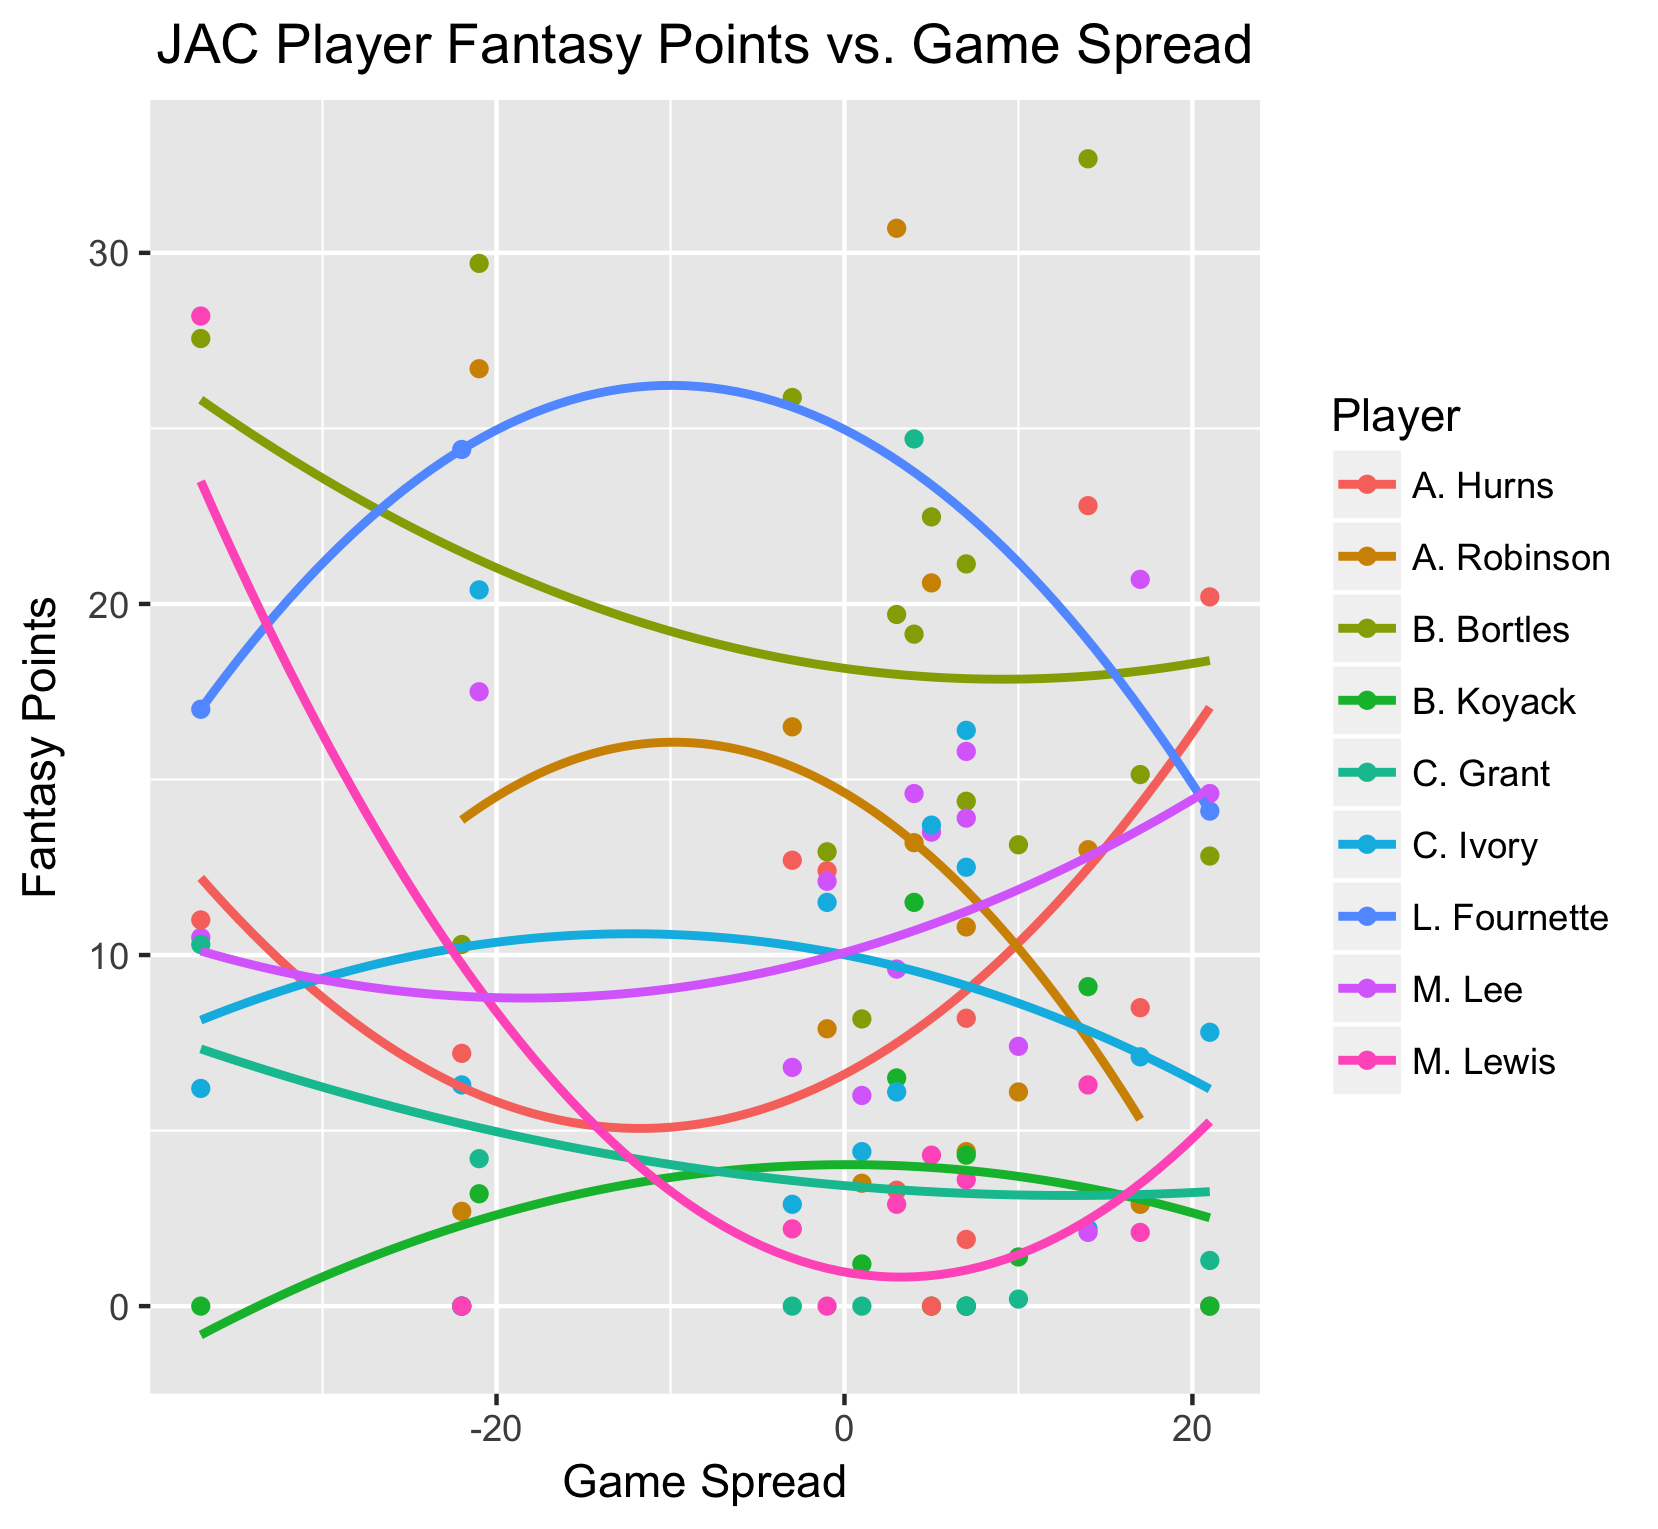 JAC Player Fantasy Points vs. Game Spread
30
20
10
0
Fantasy Points
-20
0
20
Game Spread
Player
A. Hurns
A. Robinson
B. Bortles
B. Koyack
C. Grant
C. Ivory
L. Fournette
M. Lee
M. Lewis